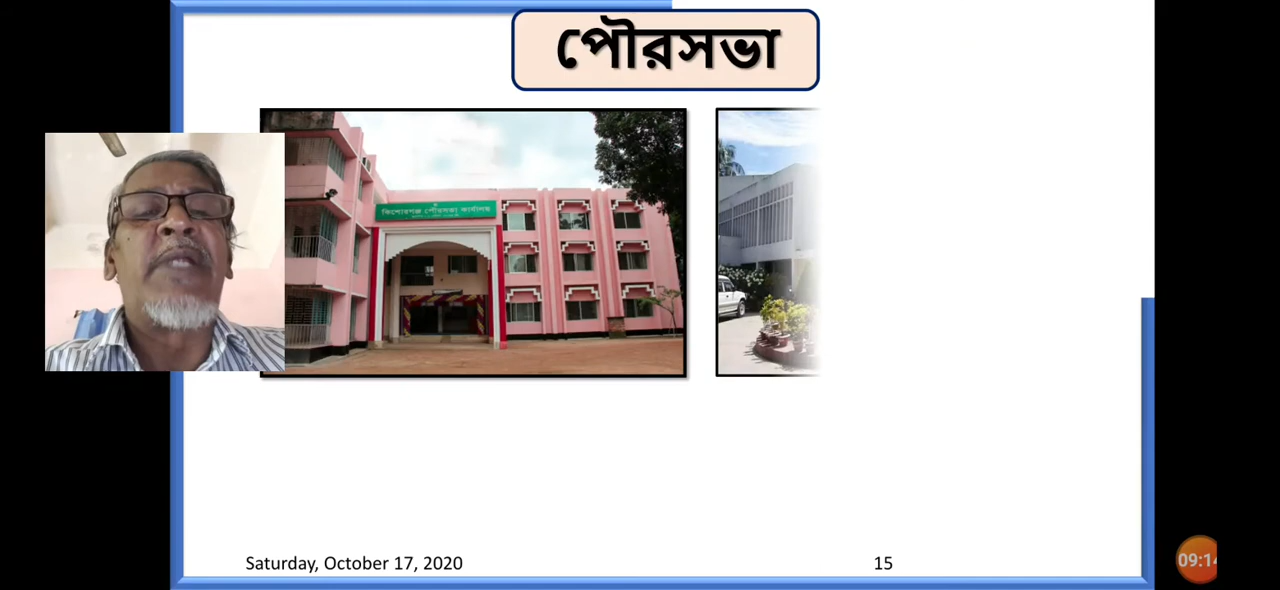 পৌরসভা
কিশোরগঞ্জ পৌরসভা কার্যালয়
Saturday, October 17, 2020
15
09:14